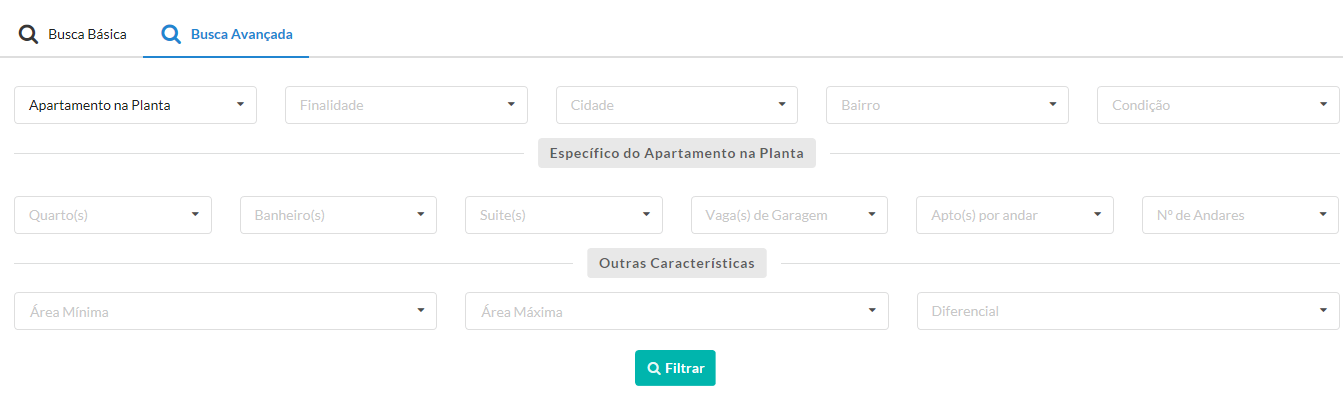 Busca Básica Busca Avançada
Apartamento na Planta Finalidade Cidade Bairro Condição
Específico do Apartamento na Planta
Quarto(s) Banheiro(s) Suite(s) Vaga(s) de Garagem Apto(s) por andar Nº de Andares
Outras Características
Área Mínima Área Máxima Diferencial
Filtrar